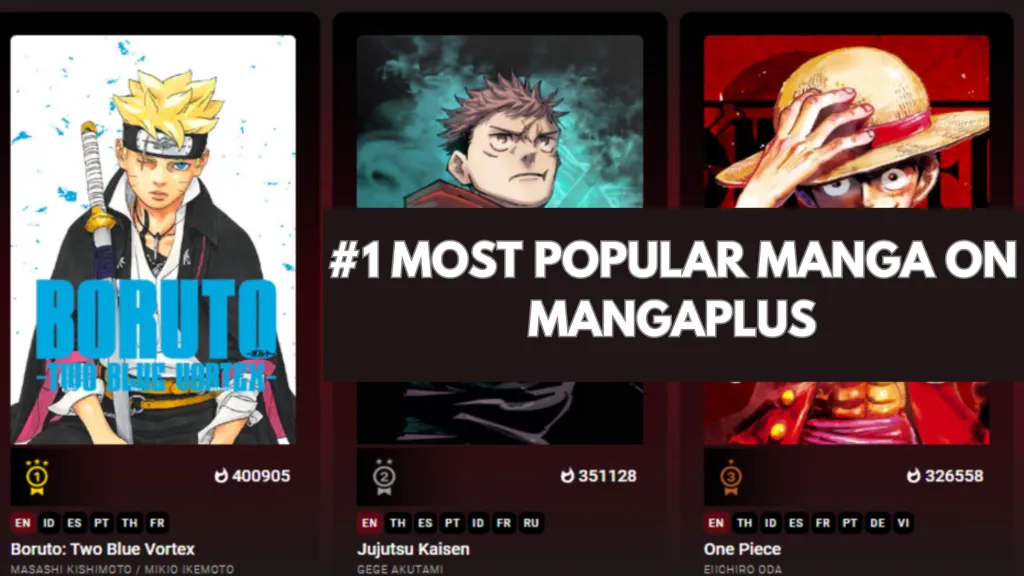 BORUTO
-TWO BLUE VORTEX-
#1 MOST POPULAR MANGA ON
MANGAPLUS
1
400905
2
351128
3
326558
EN ID ES PT TH FR
EN TH ES PT ID FR RU
EN TH ID ES FR PT DE VI
Boruto: Two Blue Vortex
Jujutsu Kaisen
One Piece
MASASHI KISHIMOTO / MIKIO IKEMOTO
GEGE AKUTAMI
EIICHIRO ODA